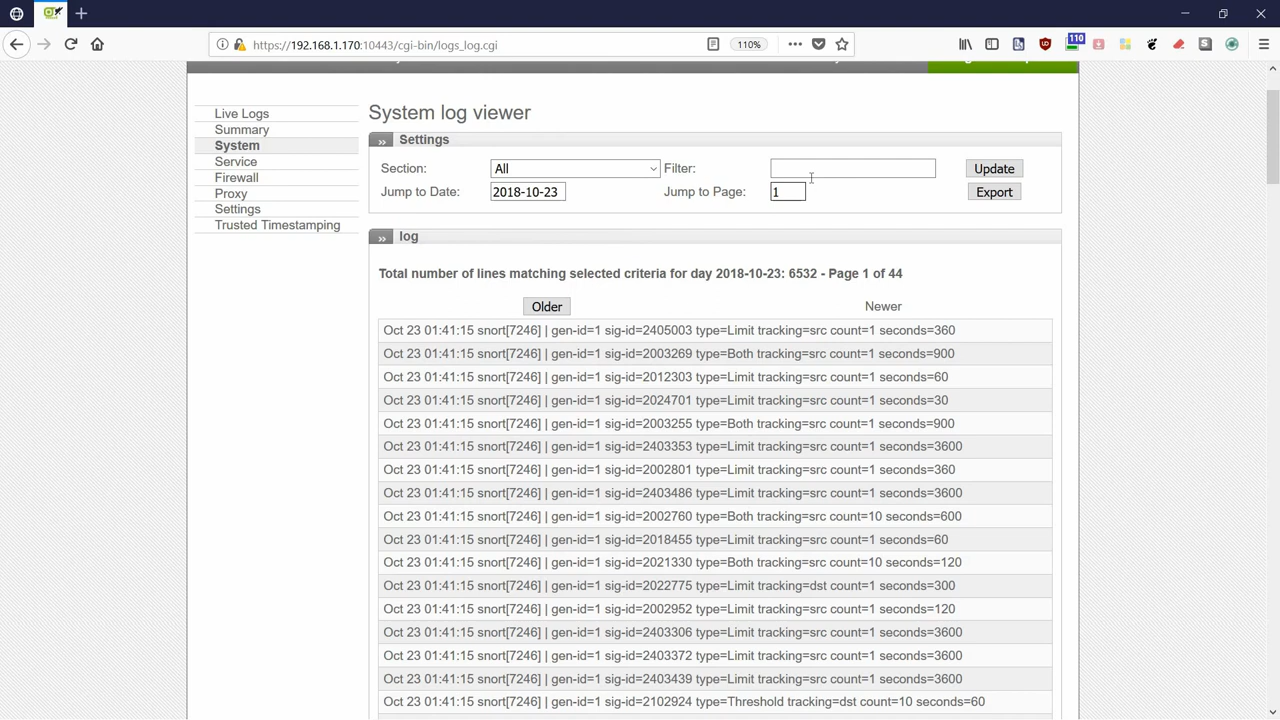 https://192.168.1.170:10443/cgi-bin/logs_log.cgi
110%
110
Live Logs
Summary
System
Service
Firewall
Proxy
Settings
Trusted Timestamping
System log viewer
Settings
Section: All Filter: Update
Jump to Date: 2018-10-23 Jump to Page: 1 Export
log
Total number of lines matching selected criteria for day 2018-10-23: 6532 - Page 1 of 44
Older Newer
Oct 23 01:41:15 snort[7246] | gen-id=1 sig-id=2405003 type=Limit tracking=src count=1 seconds=360
Oct 23 01:41:15 snort[7246] | gen-id=1 sig-id=2003269 type=Both tracking=src count=1 seconds=900
Oct 23 01:41:15 snort[7246] | gen-id=1 sig-id=2012303 type=Limit tracking=src count=1 seconds=60
Oct 23 01:41:15 snort[7246] | gen-id=1 sig-id=2024701 type=Limit tracking=src count=1 seconds=30
Oct 23 01:41:15 snort[7246] | gen-id=1 sig-id=2003255 type=Both tracking=src count=1 seconds=900
Oct 23 01:41:15 snort[7246] | gen-id=1 sig-id=2403353 type=Limit tracking=src count=1 seconds=3600
Oct 23 01:41:15 snort[7246] | gen-id=1 sig-id=2002801 type=Limit tracking=src count=1 seconds=360
Oct 23 01:41:15 snort[7246] | gen-id=1 sig-id=2403486 type=Limit tracking=src count=1 seconds=3600
Oct 23 01:41:15 snort[7246] | gen-id=1 sig-id=2002760 type=Both tracking=src count=10 seconds=600
Oct 23 01:41:15 snort[7246] | gen-id=1 sig-id=2018455 type=Limit tracking=src count=1 seconds=60
Oct 23 01:41:15 snort[7246] | gen-id=1 sig-id=2021330 type=Both tracking=src count=10 seconds=120
Oct 23 01:41:15 snort[7246] | gen-id=1 sig-id=2022775 type=Limit tracking=dst count=1 seconds=300
Oct 23 01:41:15 snort[7246] | gen-id=1 sig-id=2002952 type=Limit tracking=src count=1 seconds=120
Oct 23 01:41:15 snort[7246] | gen-id=1 sig-id=2403306 type=Limit tracking=src count=1 seconds=3600
Oct 23 01:41:15 snort[7246] | gen-id=1 sig-id=2403372 type=Limit tracking=src count=1 seconds=3600
Oct 23 01:41:15 snort[7246] | gen-id=1 sig-id=2403439 type=Limit tracking=src count=1 seconds=3600
Oct 23 01:41:15 snort[7246] | gen-id=1 sig-id=2102924 type=Threshold tracking=dst count=10 seconds=60